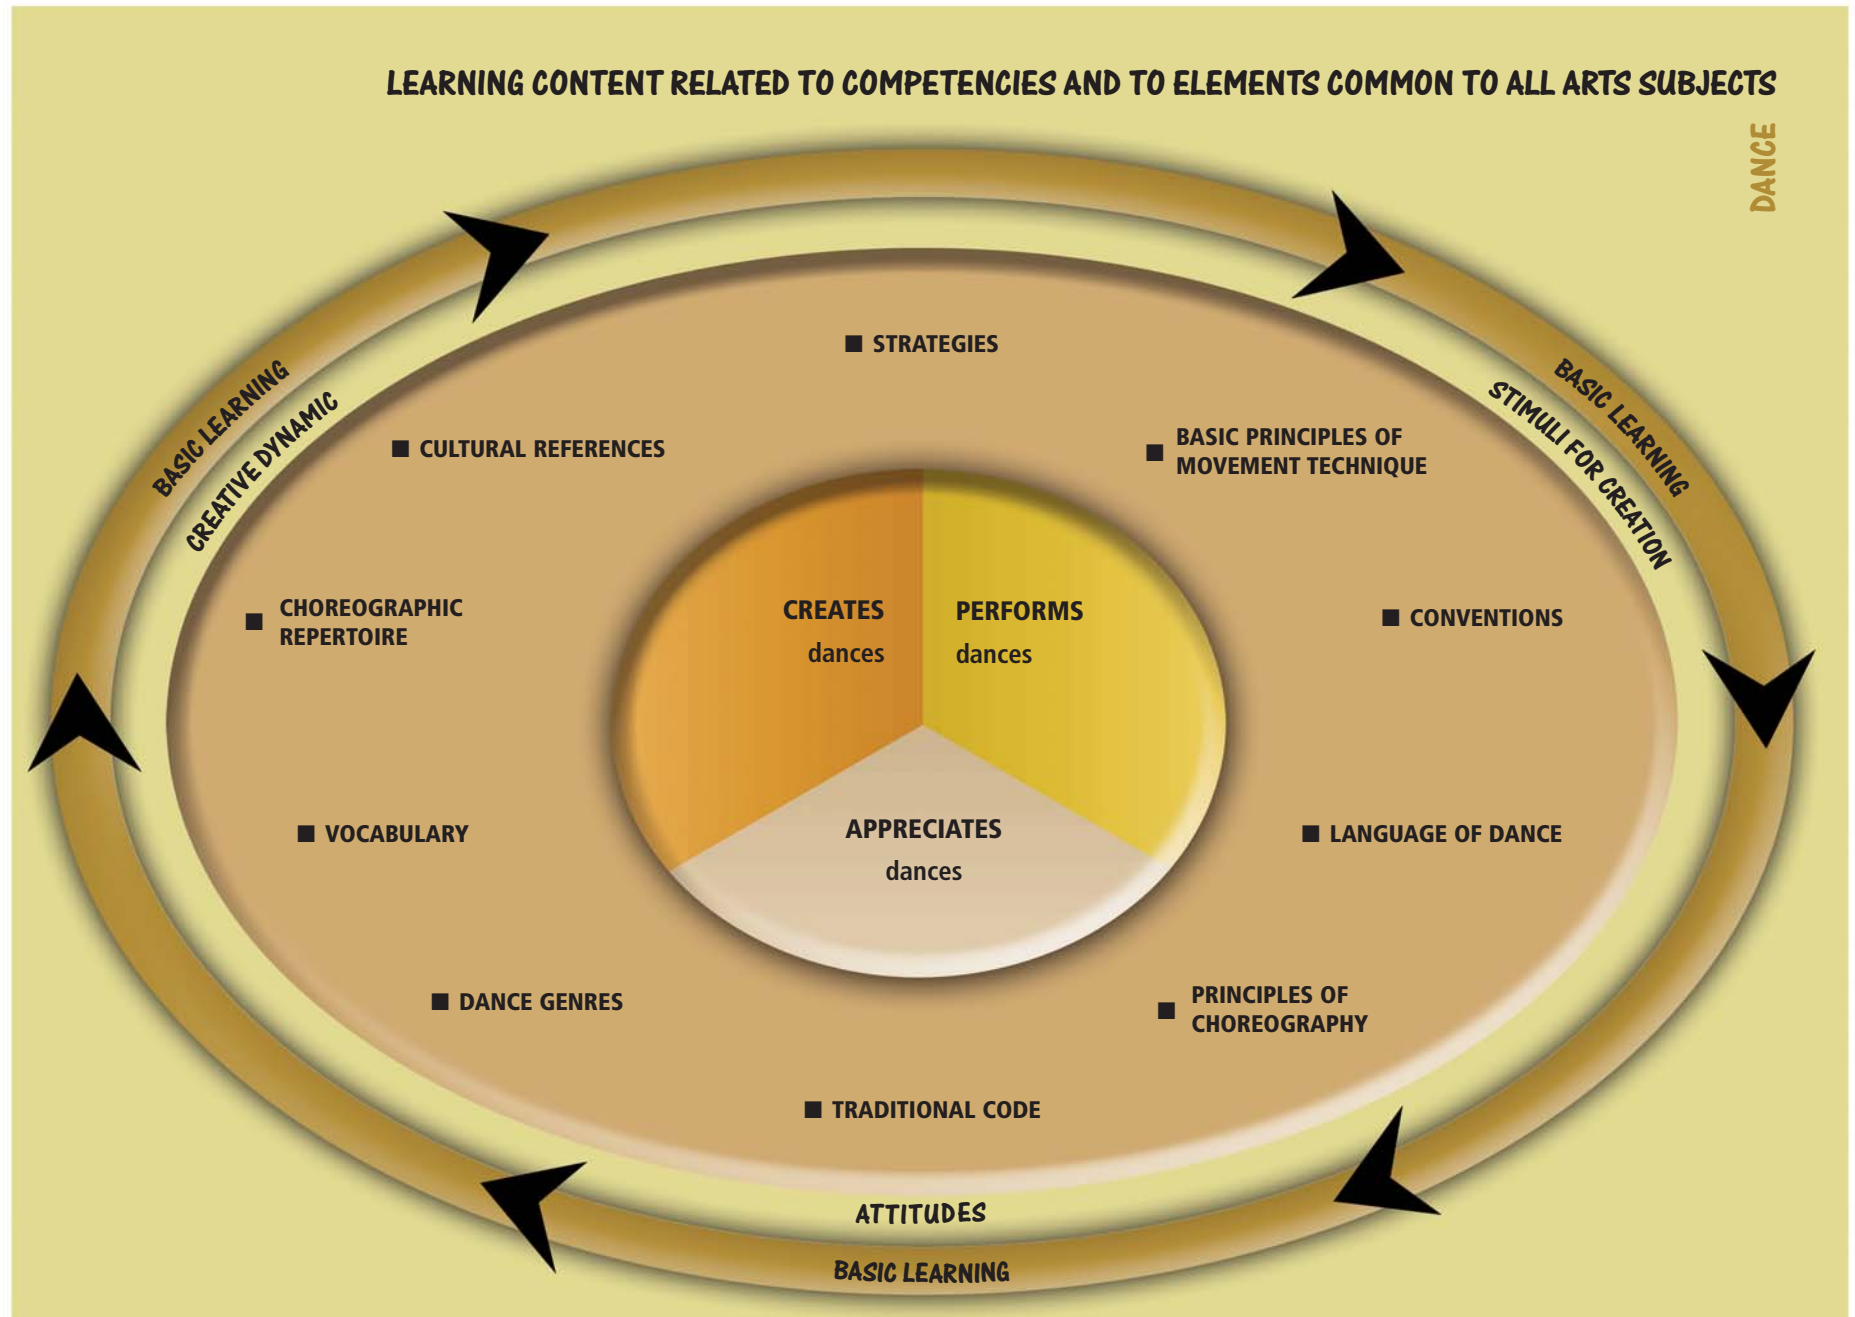 LEARNING CONTENT RELATED TO COMPETENCIES AND TO ELEMENTS COMMON TO ALL ARTS SUBJECTS
DANCE
BASIC LEARNING
CREATIVE DYNAMIC
BASIC LEARNING
STIMULI FOR CREATION
■ STRATEGIES
■ CULTURAL REFERENCES
■ BASIC PRINCIPLES OF
MOVEMENT TECHNIQUE
■ CHOREOGRAPHIC
REPERTOIRE
CREATES
dances
PERFORMS
dances
■ CONVENTIONS
■ VOCABULARY
APPRECIATES
dances
■ LANGUAGE OF DANCE
■ DANCE GENRES
■ PRINCIPLES OF
CHOREOGRAPHY
■ TRADITIONAL CODE
ATTITUDES
BASIC LEARNING